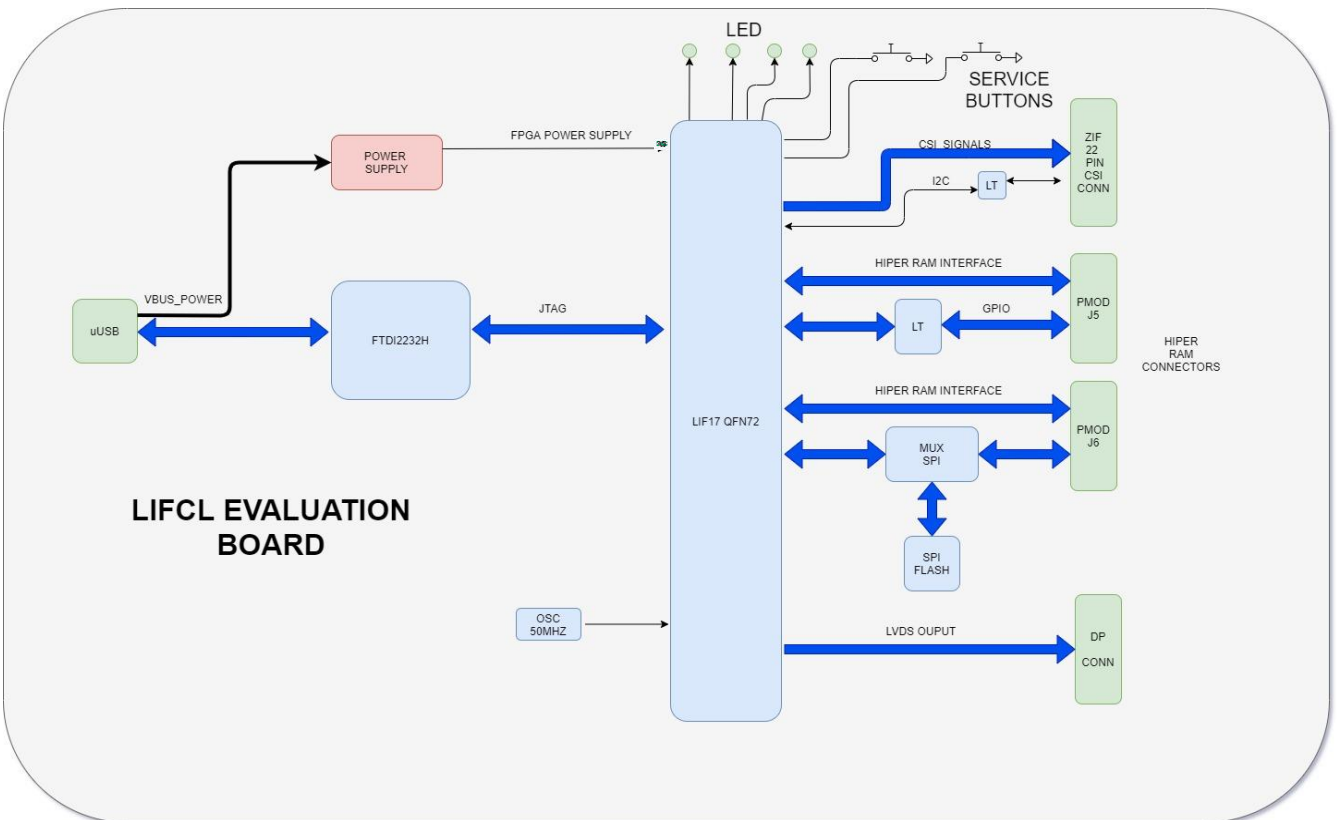 LED
SERVICE
BUTTONS
FPGA POWER SUPPLY
POWER
SUPPLY
CSI SIGNALS
ZIF
22
PIN
CSI
CONN
I2C
LT
VBUS_POWER
uUSB
FTDI2232H
JTAG
LIF17 QFN72
HIPER RAM INTERFACE
PMOD
J5
LT
GPIO
HIPER
RAM
CONNECTORS
HIPER RAM INTERFACE
PMOD
J6
MUX
SPI
SPI
FLASH
LIFCL EVALUATION
BOARD
OSC
50MHZ
LVDS OUPUT
DP
CONN